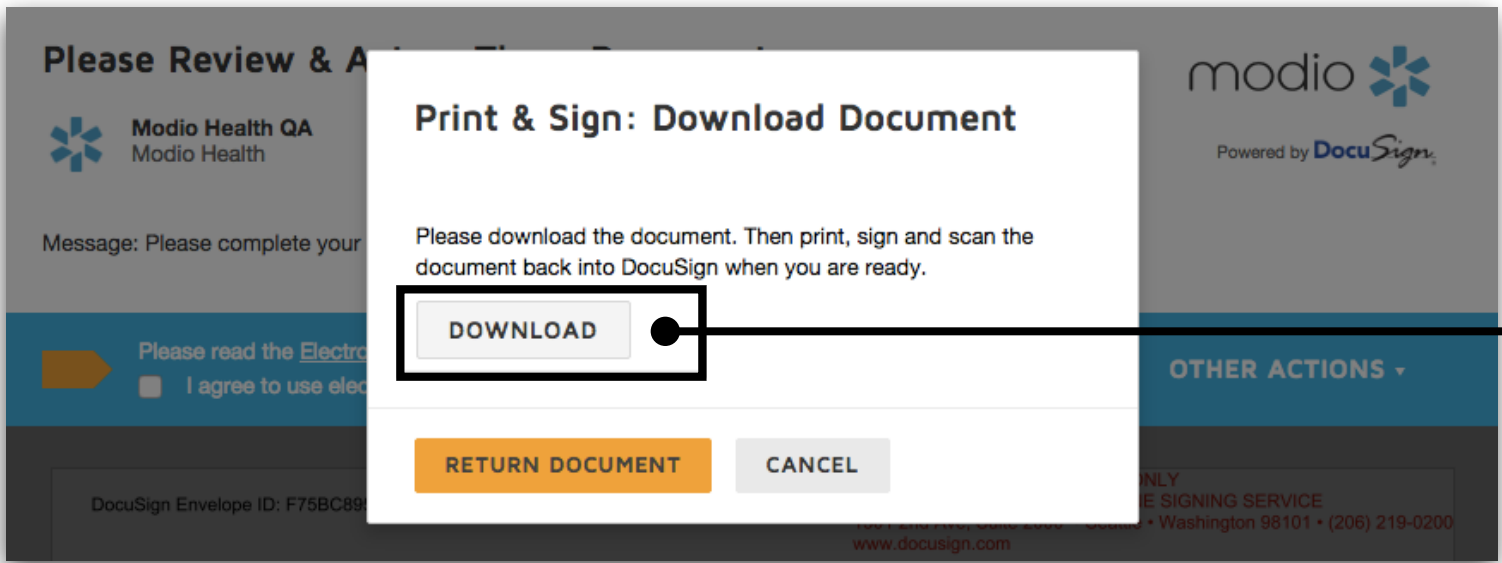 Please Review & A
modio
Modio Health QA
Modio Health
Powered by DocuSign
Message: Please complete your
Print & Sign: Download Document
Please download the document. Then print, sign and scan the
document back into DocuSign when you are ready.
DOWNLOAD
Please read the Electro
I agree to use elec
OTHER ACTIONS
RETURN DOCUMENT
CANCEL
DocuSign Envelope ID: F75BC89
NLY
SIGNING SERVICE
Washington 98101 • (206) 219-0200
www.docusign.com